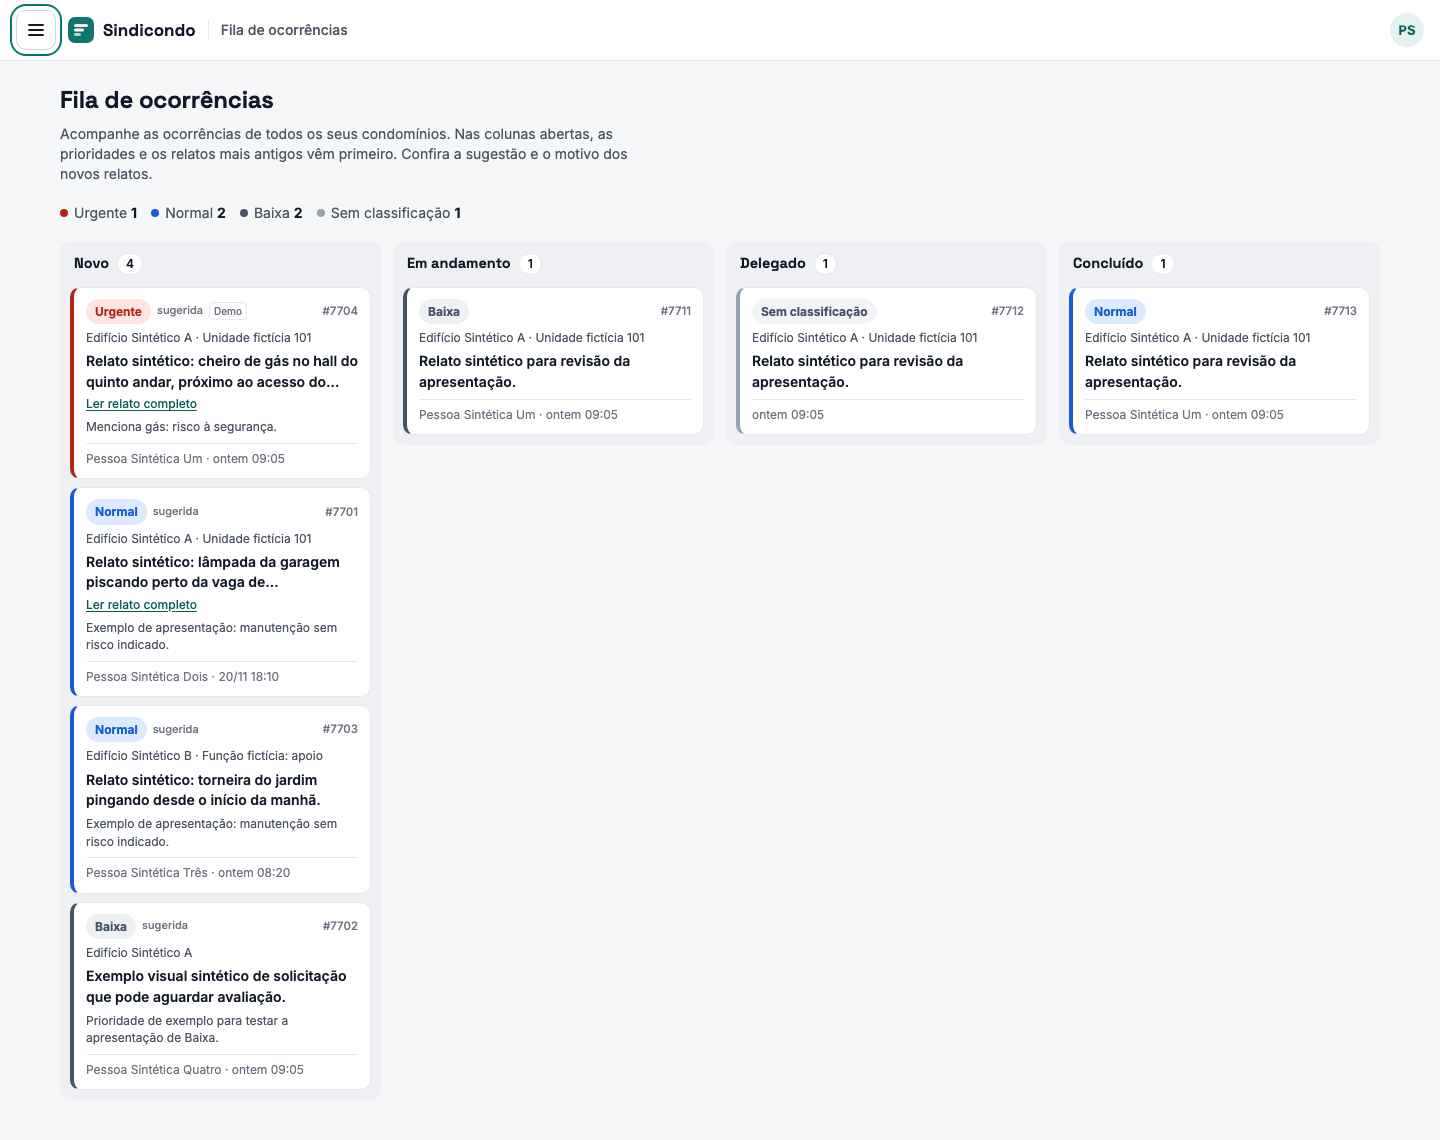 Sindicondo
Fila de ocorrências
PS
Fila de ocorrências
Acompanhe as ocorrências de todos os seus condomínios. Nas colunas abertas, as
prioridades e os relatos mais antigos vêm primeiro. Confira a sugestão e o motivo dos
novos relatos.
Urgente 1 Normal 2 Baixa 2 Sem classificação 1
Novo 4
Urgente sugerida Demo #7704
Edifício Sintético A · Unidade fictícia 101
Relato sintético: cheiro de gás no hall do
quinto andar, próximo ao acesso do...
Ler relato completo
Menciona gás: risco à segurança.
Pessoa Sintética Um · ontem 09:05
Normal sugerida #7701
Edifício Sintético A · Unidade fictícia 101
Relato sintético: lâmpada da garagem
piscando perto da vaga de...
Ler relato completo
Exemplo de apresentação: manutenção sem
risco indicado.
Pessoa Sintética Dois · 20/11 18:10
Normal sugerida #7703
Edifício Sintético B · Função fictícia: apoio
Relato sintético: torneira do jardim
pingando desde o início da manhã.
Exemplo de apresentação: manutenção sem
risco indicado.
Pessoa Sintética Três · ontem 08:20
Baixa sugerida #7702
Edifício Sintético A
Exemplo visual sintético de solicitação
que pode aguardar avaliação.
Prioridade de exemplo para testar a
apresentação de Baixa.
Pessoa Sintética Quatro · ontem 09:05
Em andamento 1
Baixa #7711
Edifício Sintético A · Unidade fictícia 101
Relato sintético para revisão da
apresentação.
Pessoa Sintética Um · ontem 09:05
Delegado 1
Sem classificação #7712
Edifício Sintético A · Unidade fictícia 101
Relato sintético para revisão da
apresentação.
ontem 09:05
Concluído 1
Normal #7713
Edifício Sintético A · Unidade fictícia 101
Relato sintético para revisão da
apresentação.
Pessoa Sintética Um · ontem 09:05